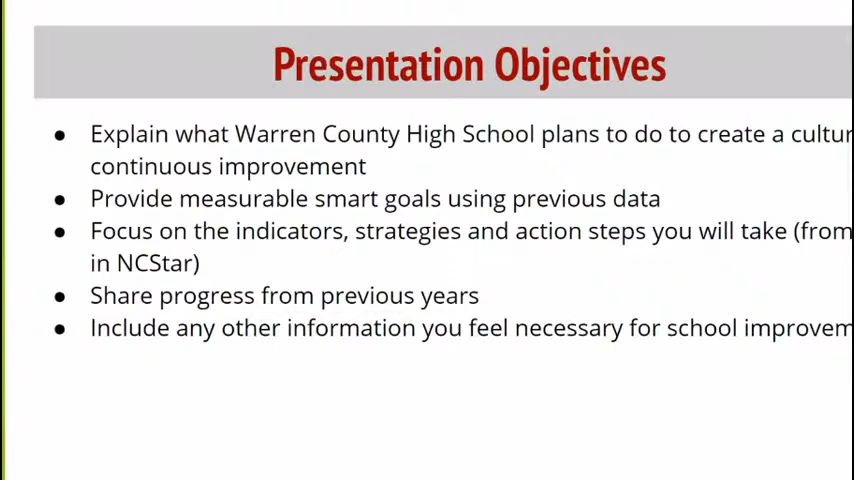 Presentation Objectives
● Explain what Warren County High School plans to do to create a
continuous improvement
● Provide measurable smart goals using previous data
● Focus on the indicators, strategies and action steps you will take (from
in NCStar)
● Share progress from previous years
● Include any other information you feel necessary for school